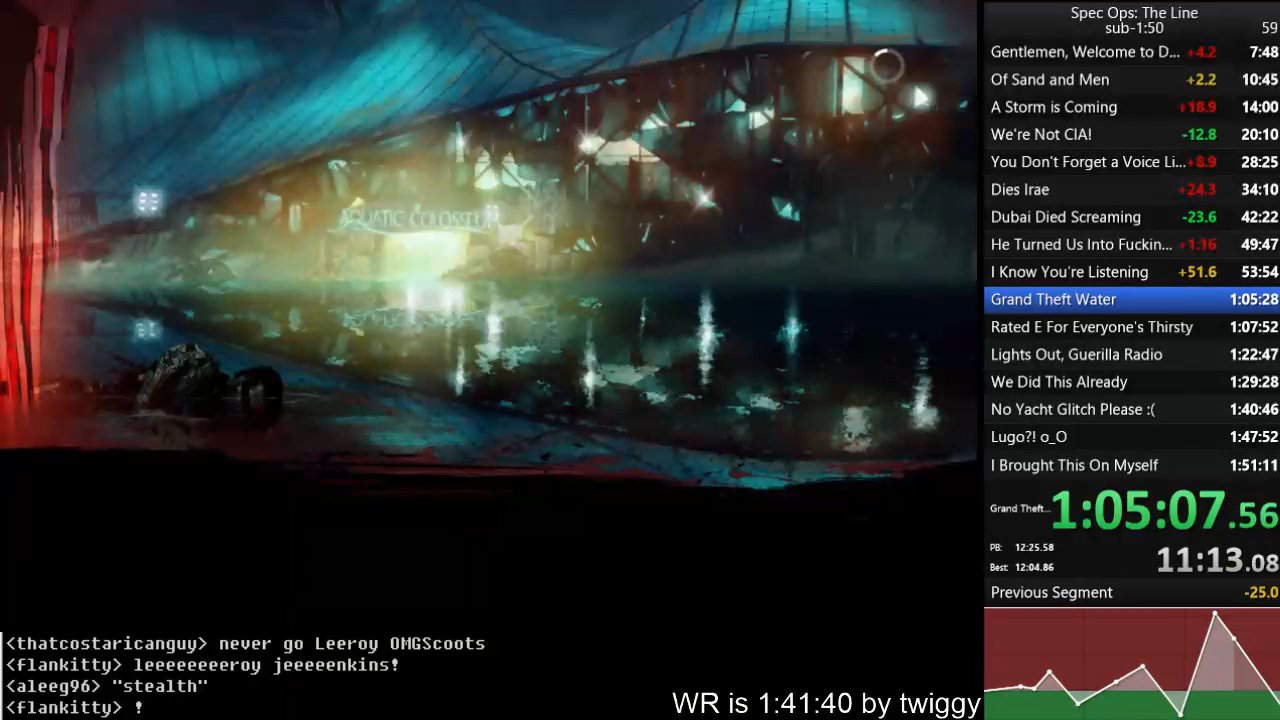 AQUATIC COLOSSEUM
Spec Ops: The Line
sub-1:50 59
Gentlemen, Welcome to D... +4.2 7:48
Of Sand and Men +2.2 10:45
A Storm is Coming +18.9 14:00
We're Not CIA! -12.8 20:10
You Don't Forget a Voice Li... +8.9 28:25
Dies Irae +24.3 34:10
Dubai Died Screaming -23.6 42:22
He Turned Us Into Fuckin... +1:16 49:47
I Know You're Listening +51.6 53:54
Grand Theft Water 1:05:28
Rated E For Everyone's Thirsty 1:07:52
Lights Out, Guerilla Radio 1:22:47
We Did This Already 1:29:28
No Yacht Glitch Please :( 1:40:46
Lugo?! o_O 1:47:52
I Brought This On Myself 1:51:11
Grand Theft... 1:05:07.56
PB: 12:25.58
Best: 12:04.86
11:13.08
Previous Segment -25.0
<thatcostaricanguy> never go Leeroy OMGScoots
<flankitty> leeeeeeeeroy jeeeeenkins!
<aleeg96> "stealth"
<flankitty> !
WR is 1:41:40 by twiggy